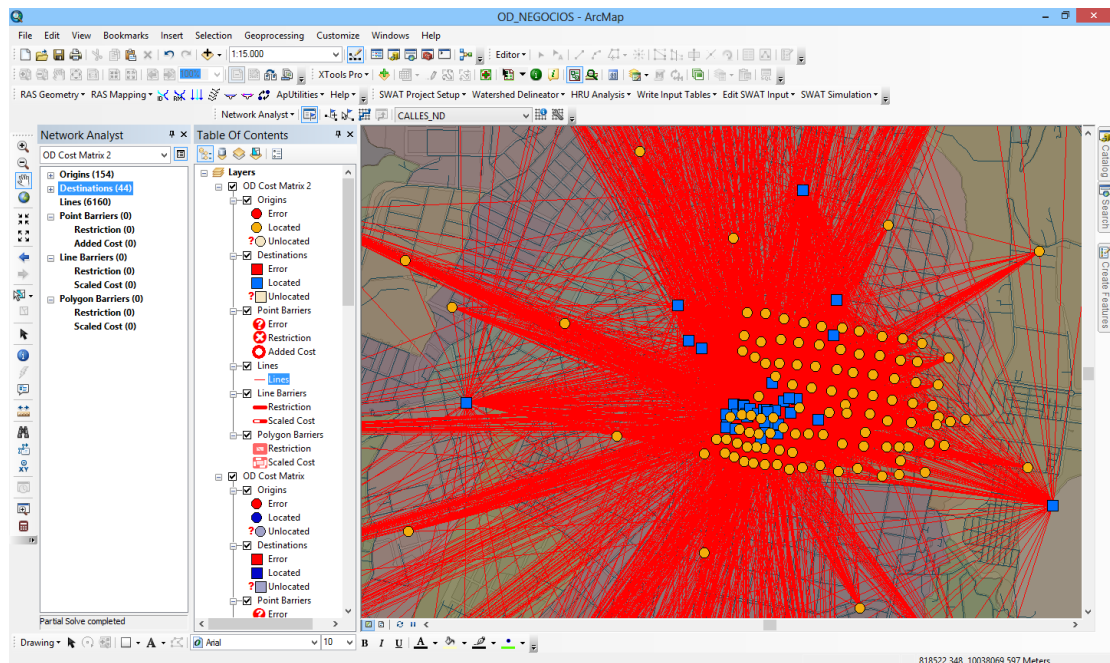 OD_NEGOCIOS - ArcMap
File Edit View Bookmarks Insert Selection Geoprocessing Customize Windows Help
1:15.000
Editor
100%
XTools Pro
RAS Geometry RAS Mapping ApUtilities Help SWAT Project Setup Watershed Delineator HRU Analysis Write Input Tables Edit SWAT Input SWAT Simulation
Network Analyst CALLES_ND
Network Analyst
OD Cost Matrix 2
Origins (154)
Destinations (44)
Lines (6160)
Point Barriers (0)
Restriction (0)
Added Cost (0)
Line Barriers (0)
Restriction (0)
Scaled Cost (0)
Polygon Barriers (0)
Restriction (0)
Scaled Cost (0)
Partial Solve completed
Table Of Contents
Layers
OD Cost Matrix 2
Origins
Error
Located
Unlocated
Destinations
Error
Located
Unlocated
Point Barriers
Error
Restriction
Added Cost
Lines
Lines
Line Barriers
Restriction
Scaled Cost
Polygon Barriers
Restriction
Scaled Cost
OD Cost Matrix
Origins
Error
Located
Unlocated
Destinations
Error
Located
Unlocated
Point Barriers
Error
Catalog
Search
Create Features
Drawing A Arial 10 B I U A
818522,348 10038069,597 Meters